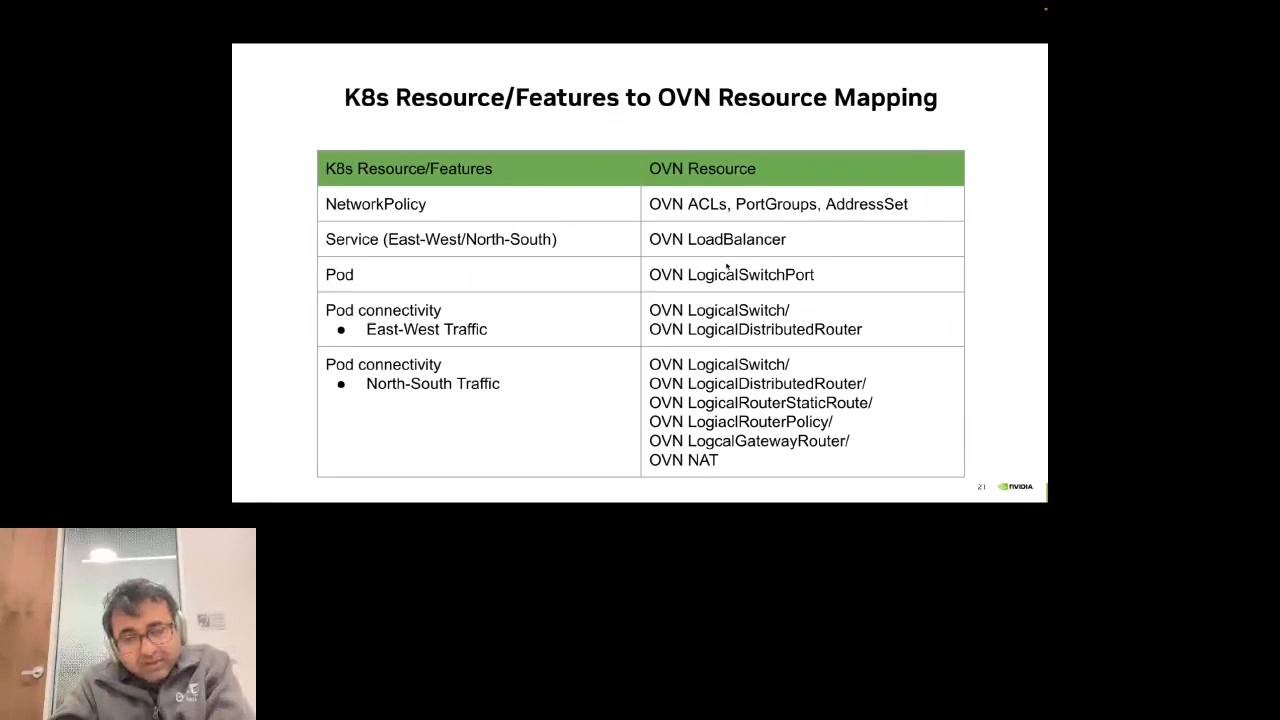 K8s Resource/Features to OVN Resource Mapping
K8s Resource/Features
OVN Resource
NetworkPolicy
OVN ACLs, PortGroups, AddressSet
Service (East-West/North-South)
OVN LoadBalancer
Pod
OVN LogicalSwitchPort
Pod connectivity
● East-West Traffic
OVN LogicalSwitch/
OVN LogicalDistributedRouter
Pod connectivity
● North-South Traffic
OVN LogicalSwitch/
OVN LogicalDistributedRouter/
OVN LogicalRouterStaticRoute/
OVN LogiaclRouterPolicy/
OVN LogcalGatewayRouter/
OVN NAT
21
NVIDIA